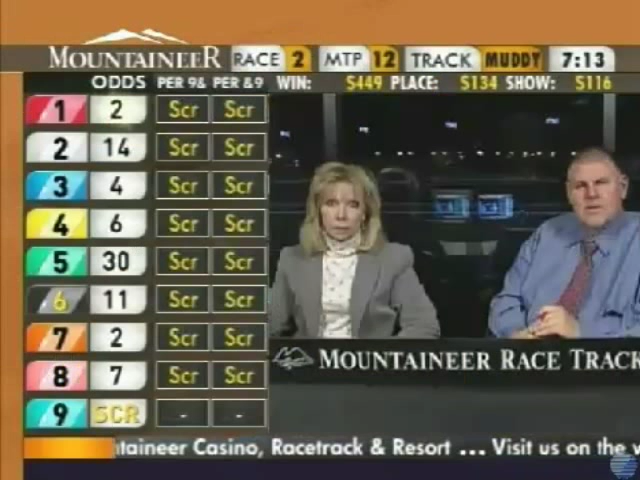 MOUNTAINEER RACE 2 MTP 12 TRACK MUDDY 7:13
ODDS PER 9& PER &9 WIN: $449 PLACE: $134 SHOW: $116
1 2 Scr Scr
2 14 Scr Scr
3 4 Scr Scr
4 6 Scr Scr
5 30 Scr Scr
6 11 Scr Scr
7 2 Scr Scr
8 7 Scr Scr
9 SCR - -
MOUNTAINEER RACE TRACK
ntaineer Casino, Racetrack & Resort ... Visit us on the w